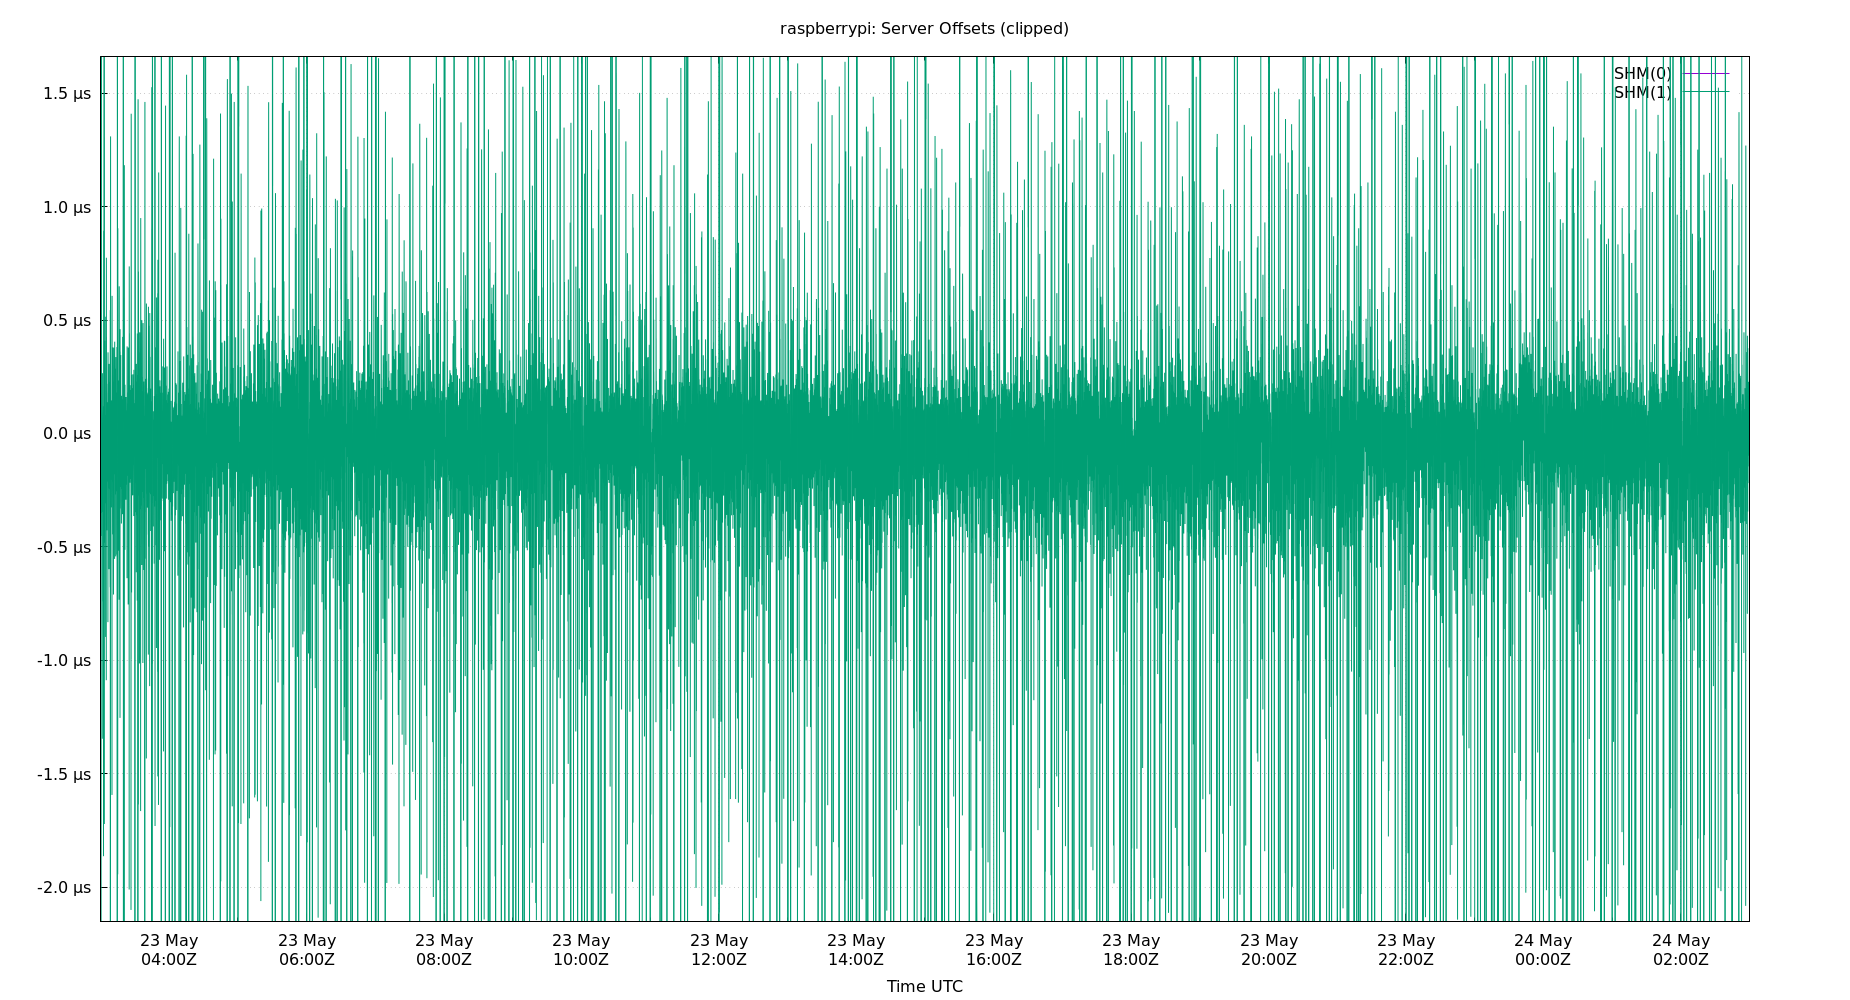 raspberrypi: Server Offsets (clipped)
SHM(0)
SHM(1)
1.5 µs
1.0 µs
0.5 µs
0.0 µs
-0.5 µs
-1.0 µs
-1.5 µs
-2.0 µs
23 May 23 May 23 May 23 May 23 May 23 May 23 May 23 May 23 May 23 May 24 May 24 May
04:00Z 06:00Z 08:00Z 10:00Z 12:00Z 14:00Z 16:00Z 18:00Z 20:00Z 22:00Z 00:00Z 02:00Z
Time UTC